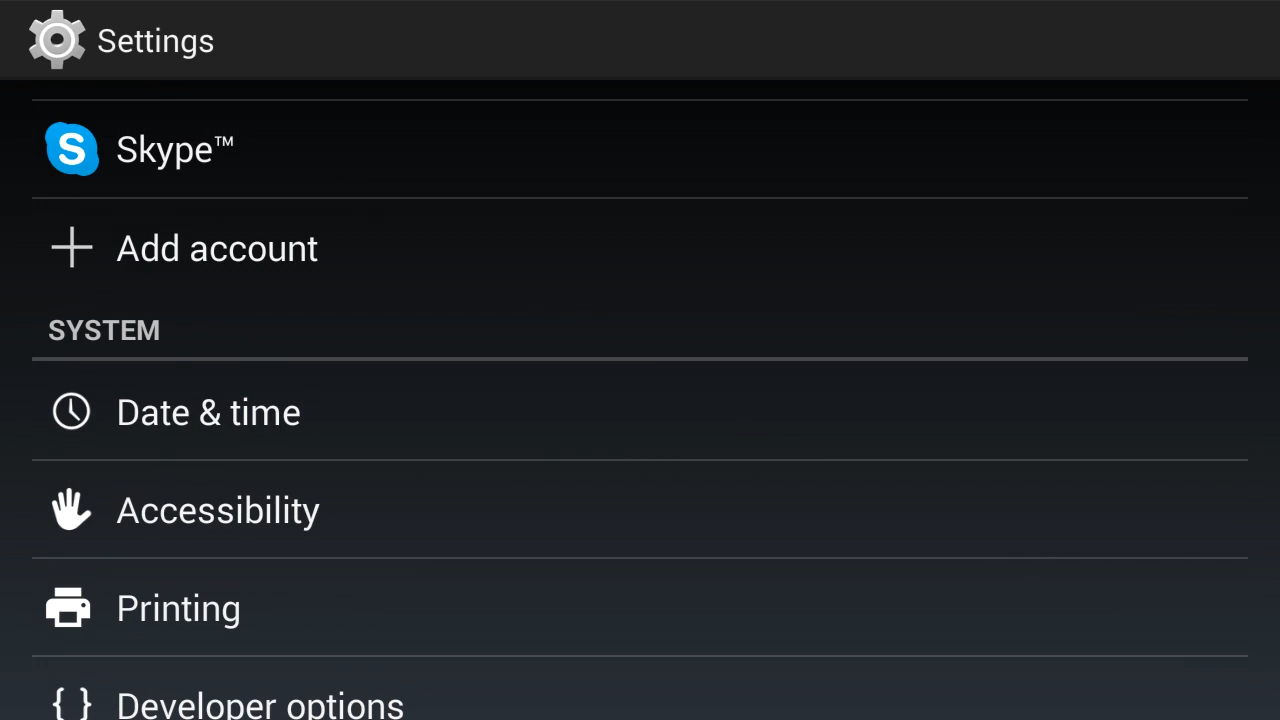 Settings
Skype™
Add account
SYSTEM
Date & time
Accessibility
Printing
{ } Developer options